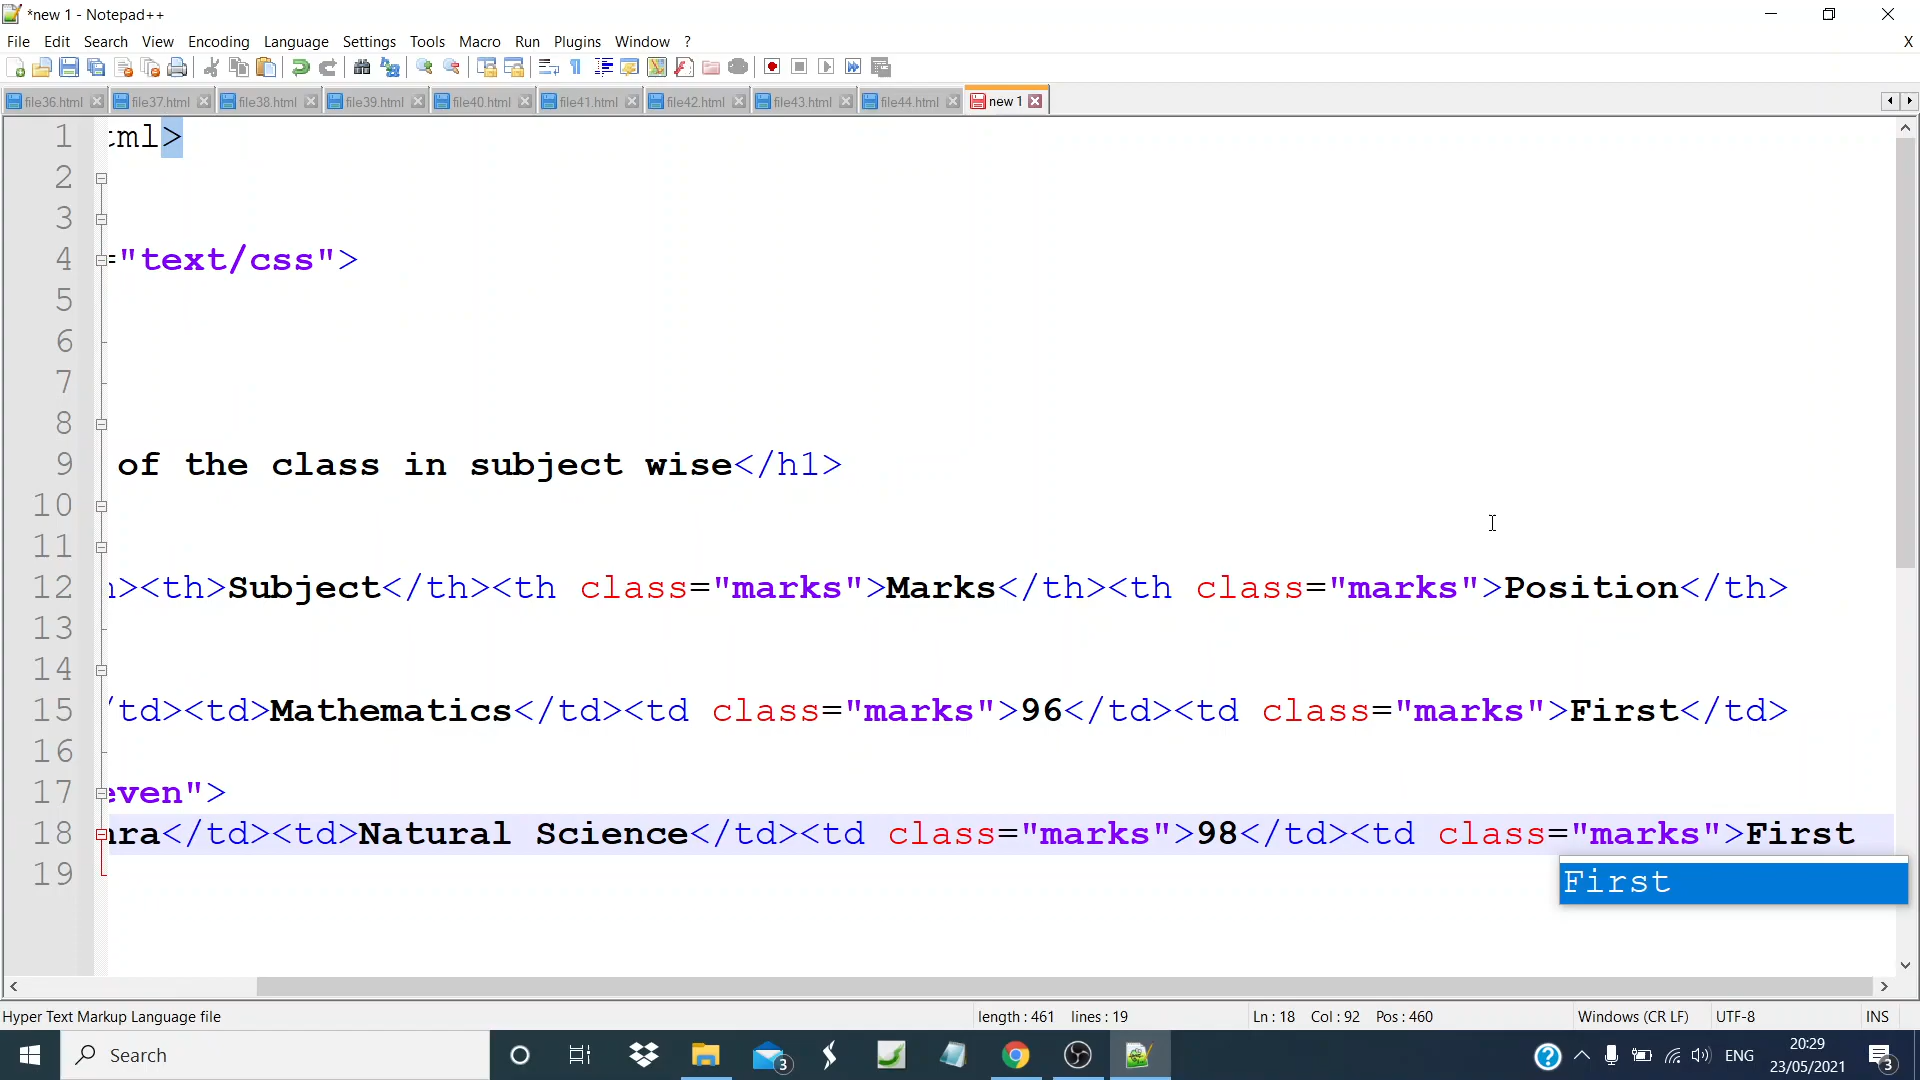 *new 1 - Notepad++
File Edit Search View Encoding Language Settings Tools Macro Run Plugins Window ? X
file36.html file37.html file38.html file39.html file40.html file41.html file42.html file43.html file44.html new 1
1 tml>
2
3
4 ="text/css">
5
6
7
8
9 of the class in subject wise</h1>
10
11
12 h><th>Subject</th><th class="marks">Marks</th><th class="marks">Position</th>
13
14
15 /td><td>Mathematics</td><td class="marks">96</td><td class="marks">First</td>
16
17 even">
18 hra</td><td>Natural Science</td><td class="marks">98</td><td class="marks">First
First
19
Hyper Text Markup Language file length : 461 lines : 19 Ln : 18 Col : 92 Pos : 460 Windows (CR LF) UTF-8 INS
Search 3 ENG 20:29 23/05/2021 3